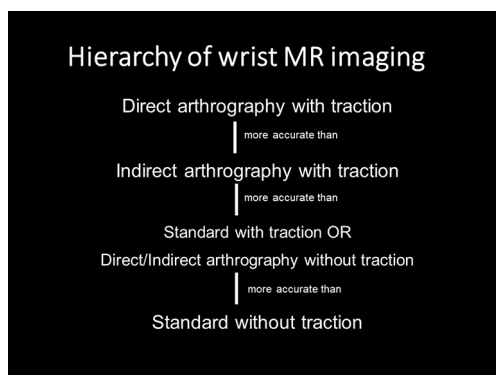 Hierarchy of wrist MR imaging
Direct arthrography with traction
more accurate than
Indirect arthrography with traction
more accurate than
Standard with traction OR
Direct/Indirect arthrography without traction
more accurate than
Standard without traction